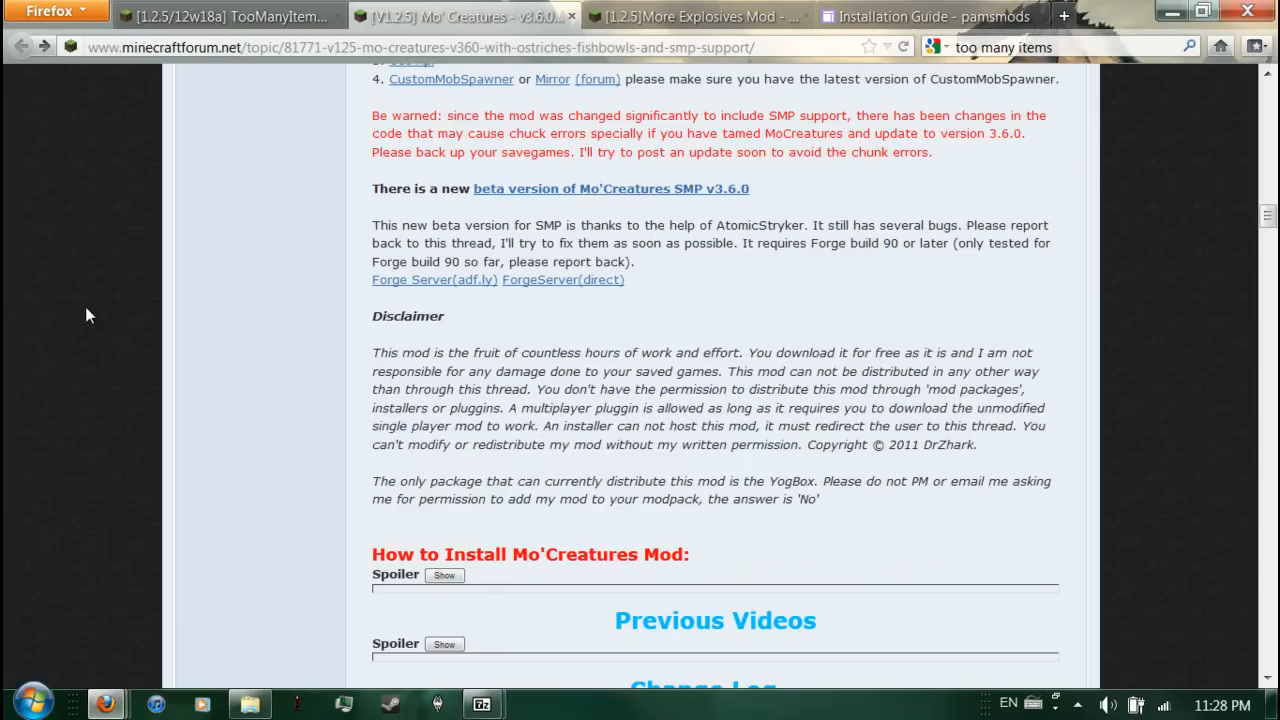 Firefox
[1.2.5/12w18a] TooManyItem...
[V1.2.5] Mo' Creatures - v3.6.0...
[1.2.5]More Explosives Mod - ...
Installation Guide - pamsmods
www.minecraftforum.net/topic/81771-v125-mo-creatures-v360-with-ostriches-fishbowls-and-smp-support/
too many items
4. CustomMobSpawner or Mirror (forum) please make sure you have the latest version of CustomMobSpawner.
Be warned: since the mod was changed significantly to include SMP support, there has been changes in the
code that may cause chuck errors specially if you have tamed MoCreatures and update to version 3.6.0.
Please back up your savegames. I'll try to post an update soon to avoid the chunk errors.
There is a new beta version of Mo'Creatures SMP v3.6.0
This new beta version for SMP is thanks to the help of AtomicStryker. It still has several bugs. Please report
back to this thread, I'll try to fix them as soon as possible. It requires Forge build 90 or later (only tested for
Forge build 90 so far, please report back).
Forge Server(adf.ly) ForgeServer(direct)
Disclaimer
This mod is the fruit of countless hours of work and effort. You download it for free as it is and I am not
responsible for any damage done to your saved games. This mod can not be distributed in any other way
than through this thread. You don't have the permission to distribute this mod through 'mod packages',
installers or pluggins. A multiplayer pluggin is allowed as long as it requires you to download the unmodified
single player mod to work. An installer can not host this mod, it must redirect the user to this thread. You
can't modify or redistribute my mod without my written permission. Copyright © 2011 DrZhark.
The only package that can currently distribute this mod is the YogBox. Please do not PM or email me asking
me for permission to add my mod to your modpack, the answer is 'No'
How to Install Mo'Creatures Mod:
Spoiler Show
Previous Videos
Spoiler Show
Change Log
EN
11:28 PM